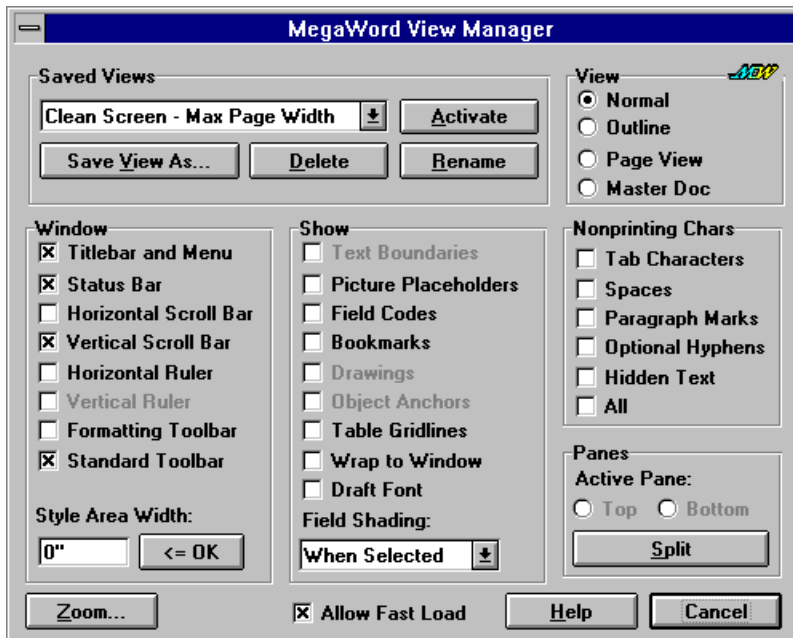 MegaWord View Manager
Saved Views
Clean Screen - Max Page Width
Activate
Save View As...
Delete
Rename
View
NEW
Normal
Outline
Page View
Master Doc
Window
Titlebar and Menu
Status Bar
Horizontal Scroll Bar
Vertical Scroll Bar
Horizontal Ruler
Vertical Ruler
Formatting Toolbar
Standard Toolbar
Style Area Width:
0"
<= OK
Show
Text Boundaries
Picture Placeholders
Field Codes
Bookmarks
Drawings
Object Anchors
Table Gridlines
Wrap to Window
Draft Font
Field Shading:
When Selected
Nonprinting Chars
Tab Characters
Spaces
Paragraph Marks
Optional Hyphens
Hidden Text
All
Panes
Active Pane:
Top Bottom
Split
Zoom...
Allow Fast Load
Help
Cancel